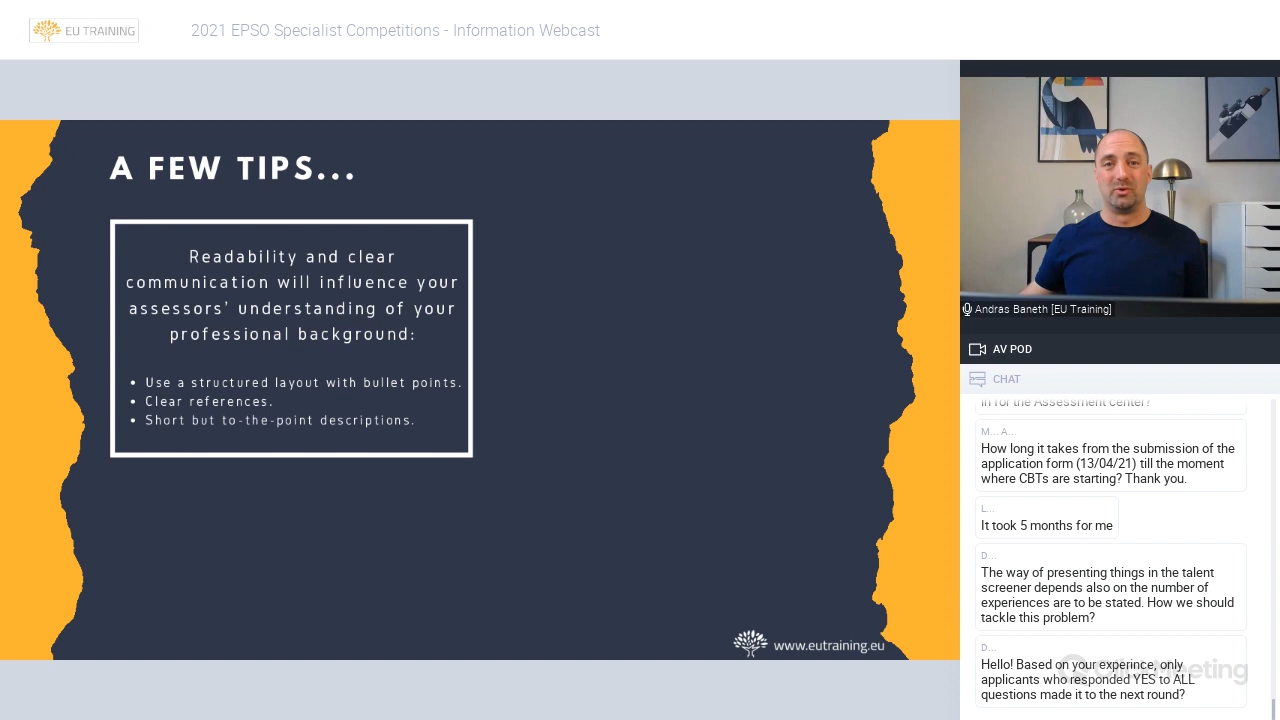 EU TRAINING
2021 EPSO Specialist Competitions - Information Webcast
A FEW TIPS...
Readability and clear
communication will influence your
assessors' understanding of your
professional background:
• Use a structured layout with bullet points.
• Clear references.
• Short but to-the-point descriptions.
www.eutraining.eu
Andras Baneth [EU Training]
AV POD
CHAT
in for the Assessment center?
M... A...
How long it takes from the submission of the
application form (13/04/21) till the moment
where CBTs are starting? Thank you.
L...
It took 5 months for me
D...
The way of presenting things in the talent
screener depends also on the number of
experiences are to be stated. How we should
tackle this problem?
D...
Hello! Based on your experince, only
applicants who responded YES to ALL
questions made it to the next round?
ClickMeeting